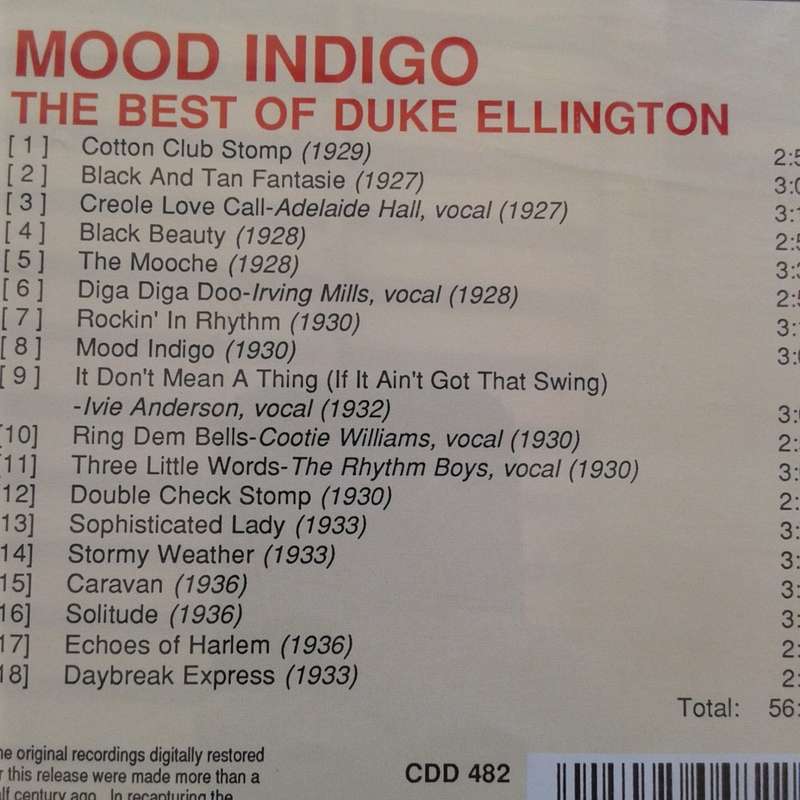 MOOD INDIGO
THE BEST OF DUKE ELLINGTON
[1] Cotton Club Stomp (1929)
[2] Black And Tan Fantasie (1927)
[3] Creole Love Call-Adelaide Hall, vocal (1927)
[4] Black Beauty (1928)
[5] The Mooche (1928)
[6] Diga Diga Doo-Irving Mills, vocal (1928)
[7] Rockin' In Rhythm (1930)
[8] Mood Indigo (1930)
[9] It Don't Mean A Thing (If It Ain't Got That Swing)
-Ivie Anderson, vocal (1932)
[10] Ring Dem Bells-Cootie Williams, vocal (1930)
[11] Three Little Words-The Rhythm Boys, vocal (1930)
12] Double Check Stomp (1930)
13] Sophisticated Lady (1933)
14] Stormy Weather (1933)
15] Caravan (1936)
16] Solitude (1936)
17] Echoes of Harlem (1936)
18] Daybreak Express (1933)
Total: 56:
original recordings digitally restored
this release were made more than a
century ago. In recapturing the
CDD 482